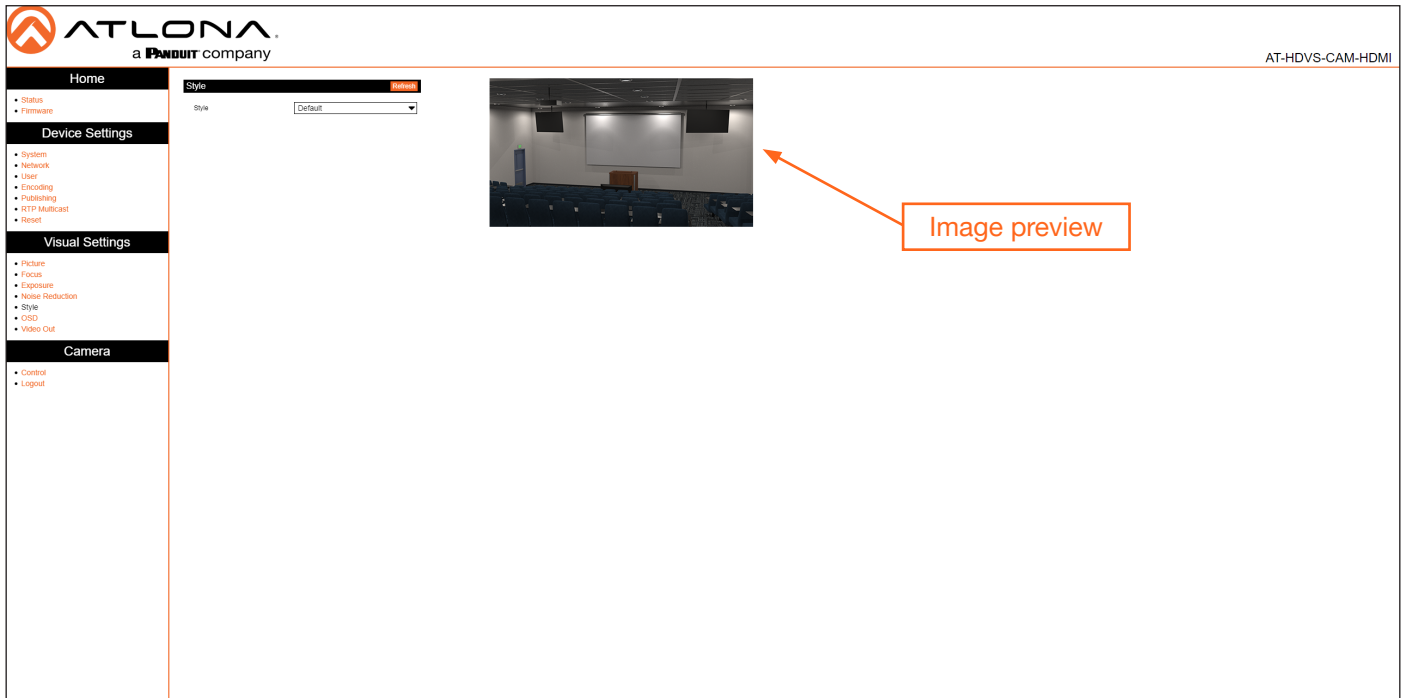 ATLONA.
a PANDUIT company
AT-HDVS-CAM-HDMI
Home
Status
Firmware
Device Settings
System
Network
User
Encoding
Publishing
RTP Multicast
Reset
Visual Settings
Picture
Focus
Exposure
Noise Reduction
Style
OSD
Video Out
Camera
Control
Logout
Style Refresh
Style Default
Image preview